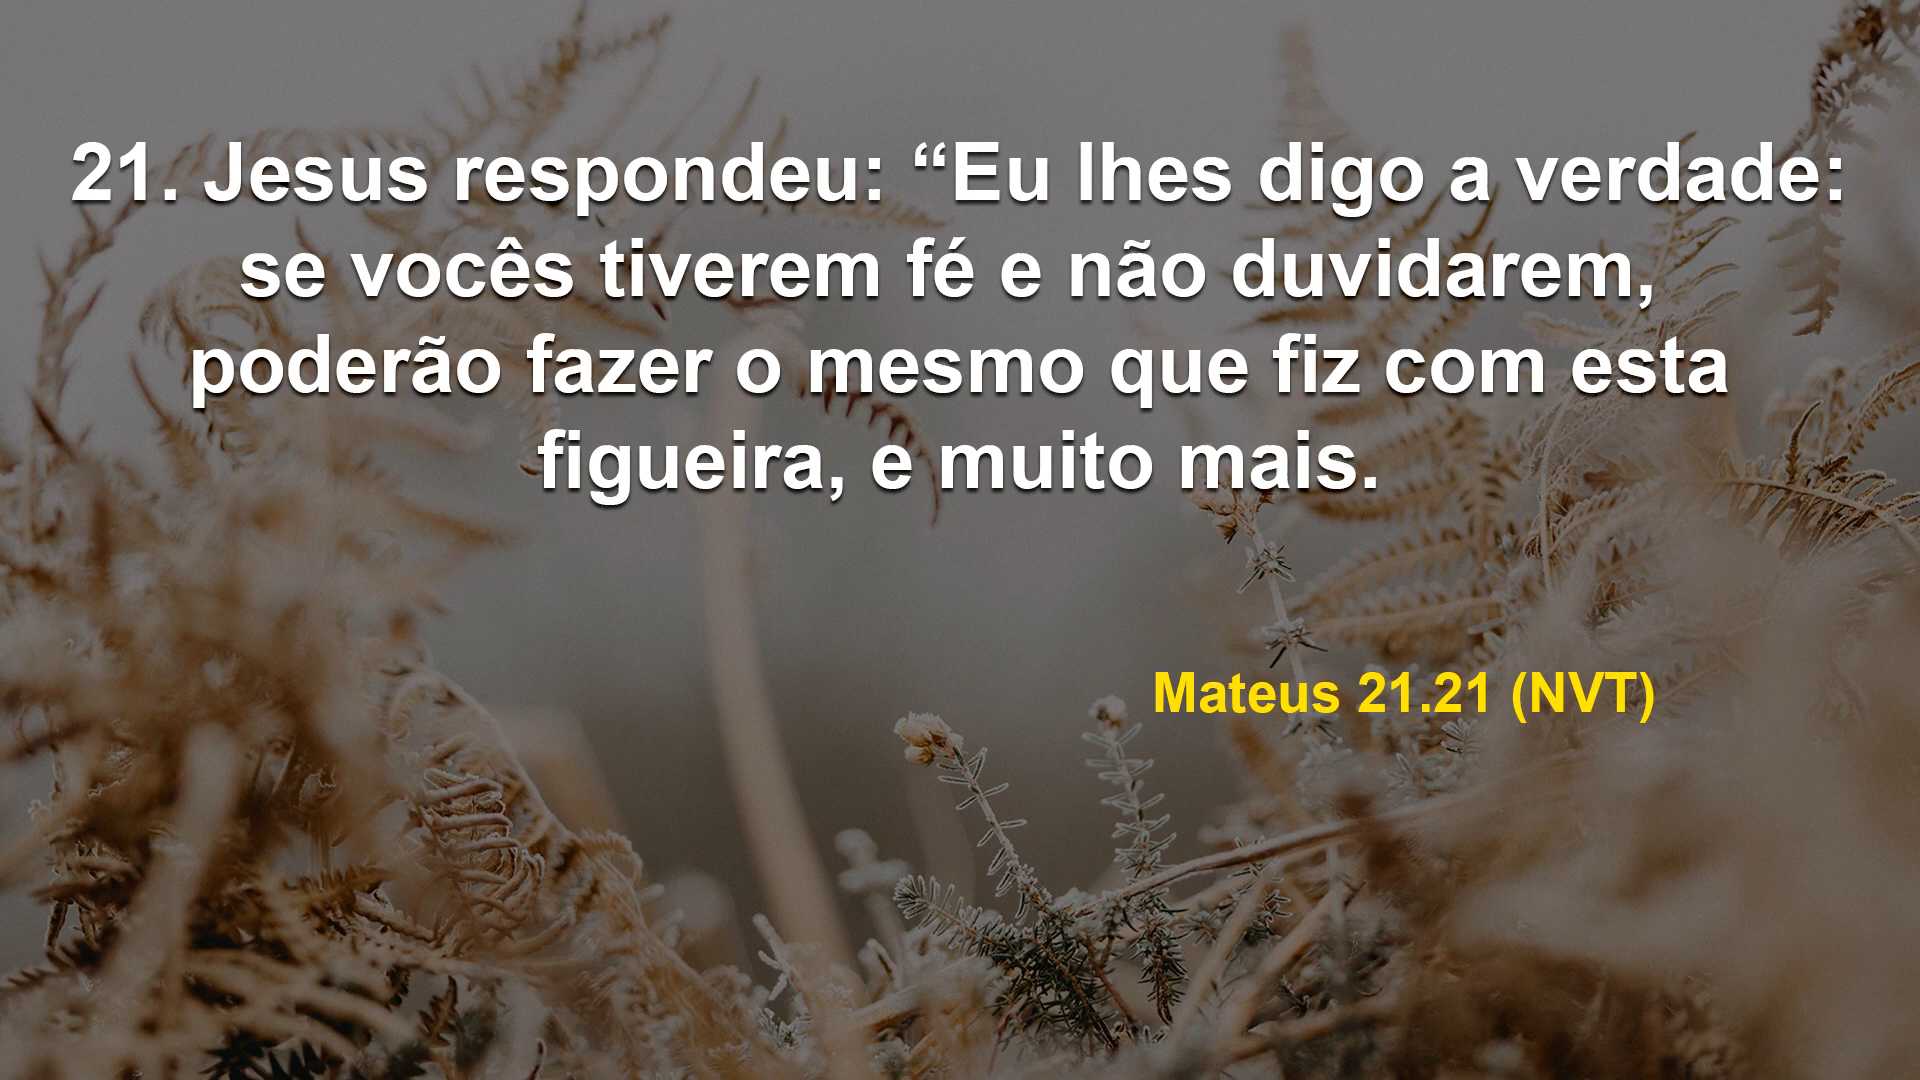 21. Jesus respondeu: “Eu lhes digo a verdade:
se vocês tiverem fé e não duvidarem,
poderão fazer o mesmo que fiz com esta
figueira, e muito mais.
Mateus 21.21 (NVT)